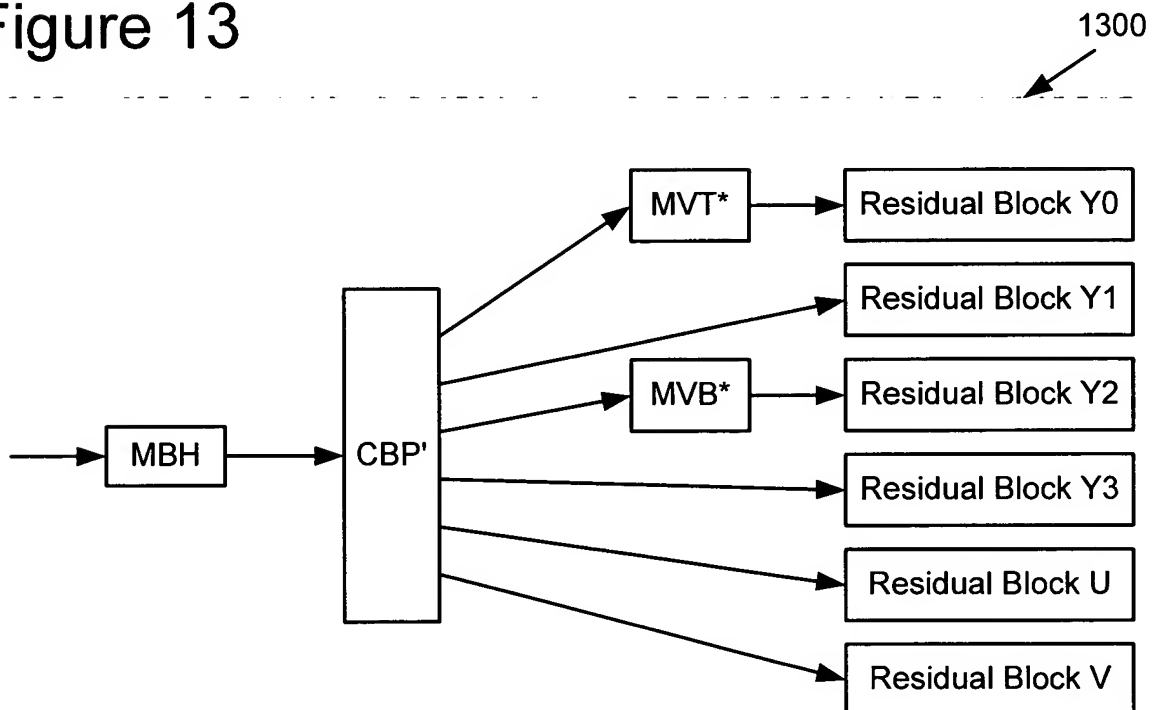 Figure 13
1300
MVT*
Residual Block Y0
Residual Block Y1
MVB*
Residual Block Y2
MBH
CBP'
Residual Block Y3
Residual Block U
Residual Block V